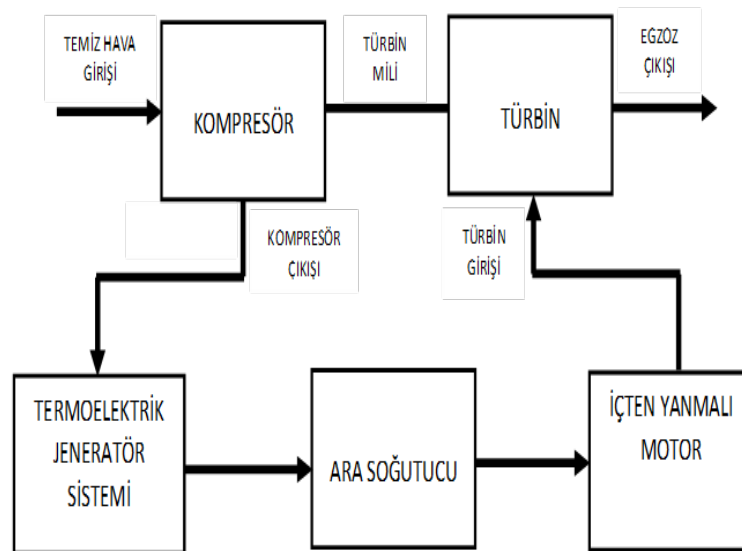 TEMİZ HAVA
GİRİŞİ
KOMPRESÖR
TÜRBİN
MİLİ
TÜRBİN
EGZÖZ
ÇIKIŞI
KOMPRESÖR
ÇIKIŞI
TÜRBİN
GİRİŞİ
TERMOELEKTRİK
JENERATÖR
SİSTEMİ
ARA SOĞUTUCU
İÇTEN YANMALI
MOTOR